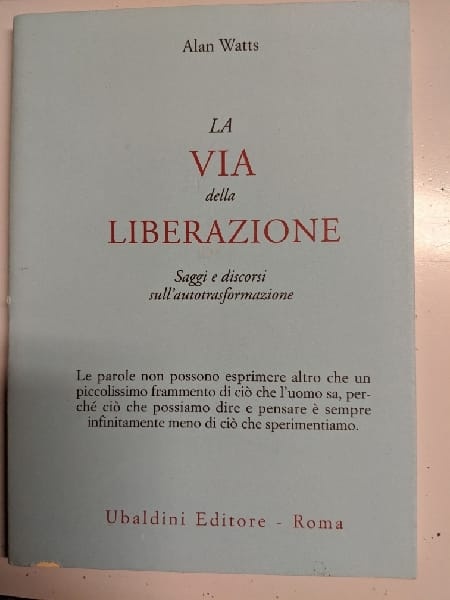 Alan Watts
LA
VIA
della
LIBERAZIONE
Saggi e discorsi
sull'autotrasformazione
Le parole non possono esprimere altro che un
piccolissimo frammento di ciò che l'uomo sa, per-
ché ciò che possiamo dire e pensare è sempre
infinitamente meno di ciò che sperimentiamo.
Ubaldini Editore - Roma